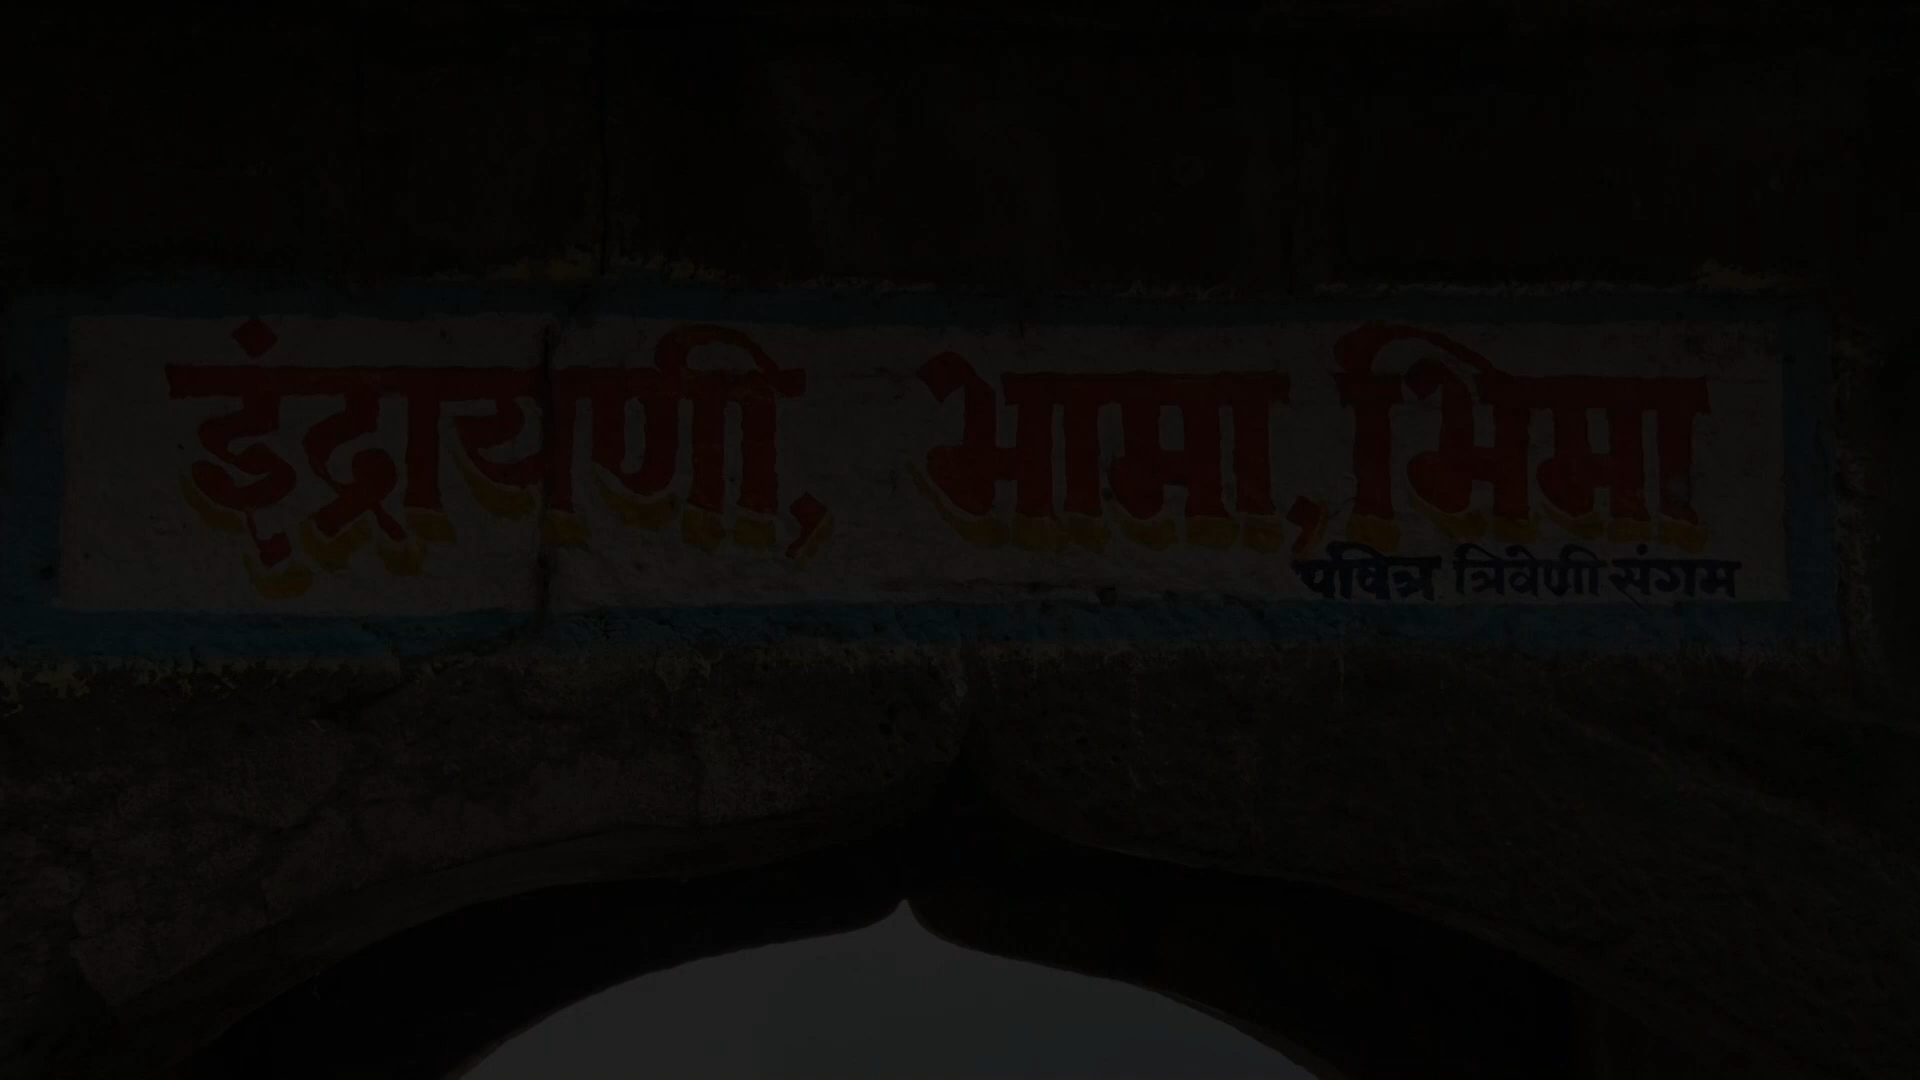 इंद्रायणी, भामा, भिमा
पवित्र त्रिवेणी संगम